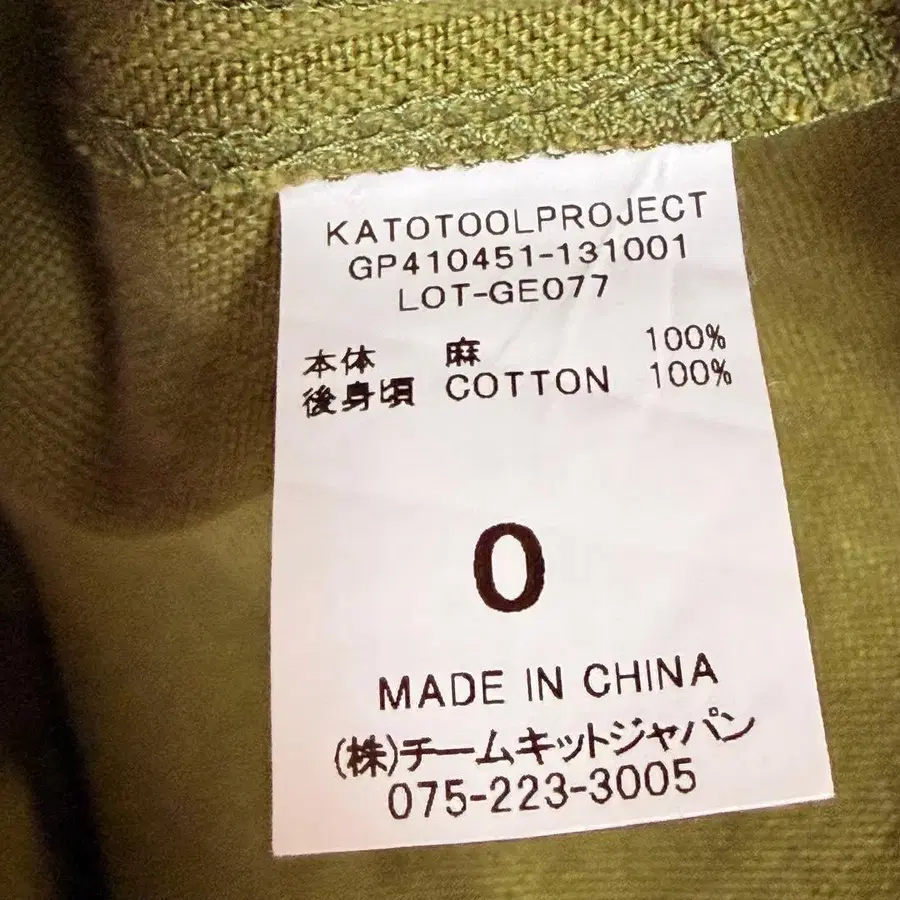 KATOTOOLPROJECT
GP410451-131001
LOT-GE077
本体 麻 100%
後身頃 COTTON 100%
0
MADE IN CHINA
(株)チームキットジャパン
075-223-3005